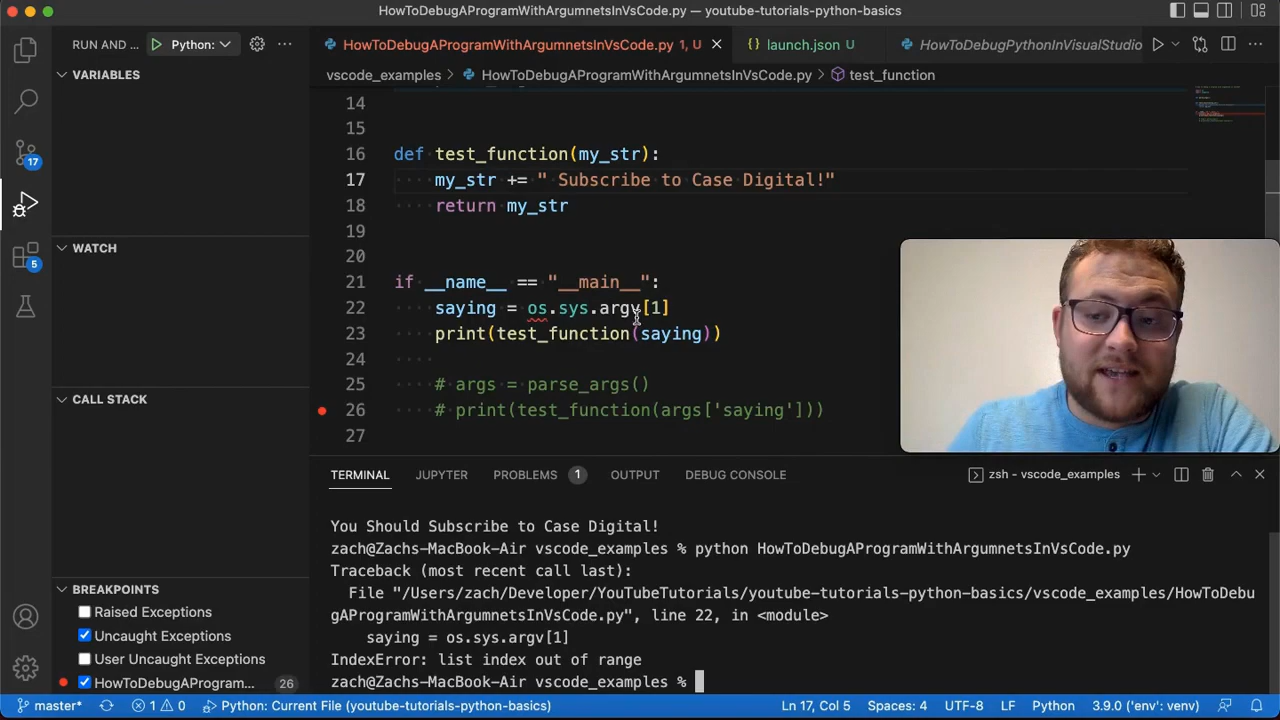 HowToDebugAProgramWithArgumnetsInVsCode.py — youtube-tutorials-python-basics
RUN AND ... Python: ...
HowToDebugAProgramWithArgumnetsInVsCode.py 1, U
launch.json U
HowToDebugPythonInVisualStudio
vscode_examples > HowToDebugAProgramWithArgumnetsInVsCode.py > test_function
VARIABLES
WATCH
CALL STACK
BREAKPOINTS
Raised Exceptions
Uncaught Exceptions
User Uncaught Exceptions
HowToDebugAProgram... 26
17
5
14
15
16 def test_function(my_str):
17 my_str += " Subscribe to Case Digital!"
18 return my_str
19
20
21 if __name__ == "__main__":
22 saying = os.sys.argv[1]
23 print(test_function(saying))
24
25 # args = parse_args()
26 # print(test_function(args['saying']))
27
TERMINAL JUPYTER PROBLEMS 1 OUTPUT DEBUG CONSOLE
zsh - vscode_examples
You Should Subscribe to Case Digital!
zach@Zachs-MacBook-Air vscode_examples % python HowToDebugAProgramWithArgumnetsInVsCode.py
Traceback (most recent call last):
File "/Users/zach/Developer/YouTubeTutorials/youtube-tutorials-python-basics/vscode_examples/HowToDeb
ugAProgramWithArgumnetsInVsCode.py", line 22, in <module>
saying = os.sys.argv[1]
IndexError: list index out of range
zach@Zachs-MacBook-Air vscode_examples %
master* 1 0 Python: Current File (youtube-tutorials-python-basics)
Ln 17, Col 5 Spaces: 4 UTF-8 LF Python 3.9.0 ('env': venv)